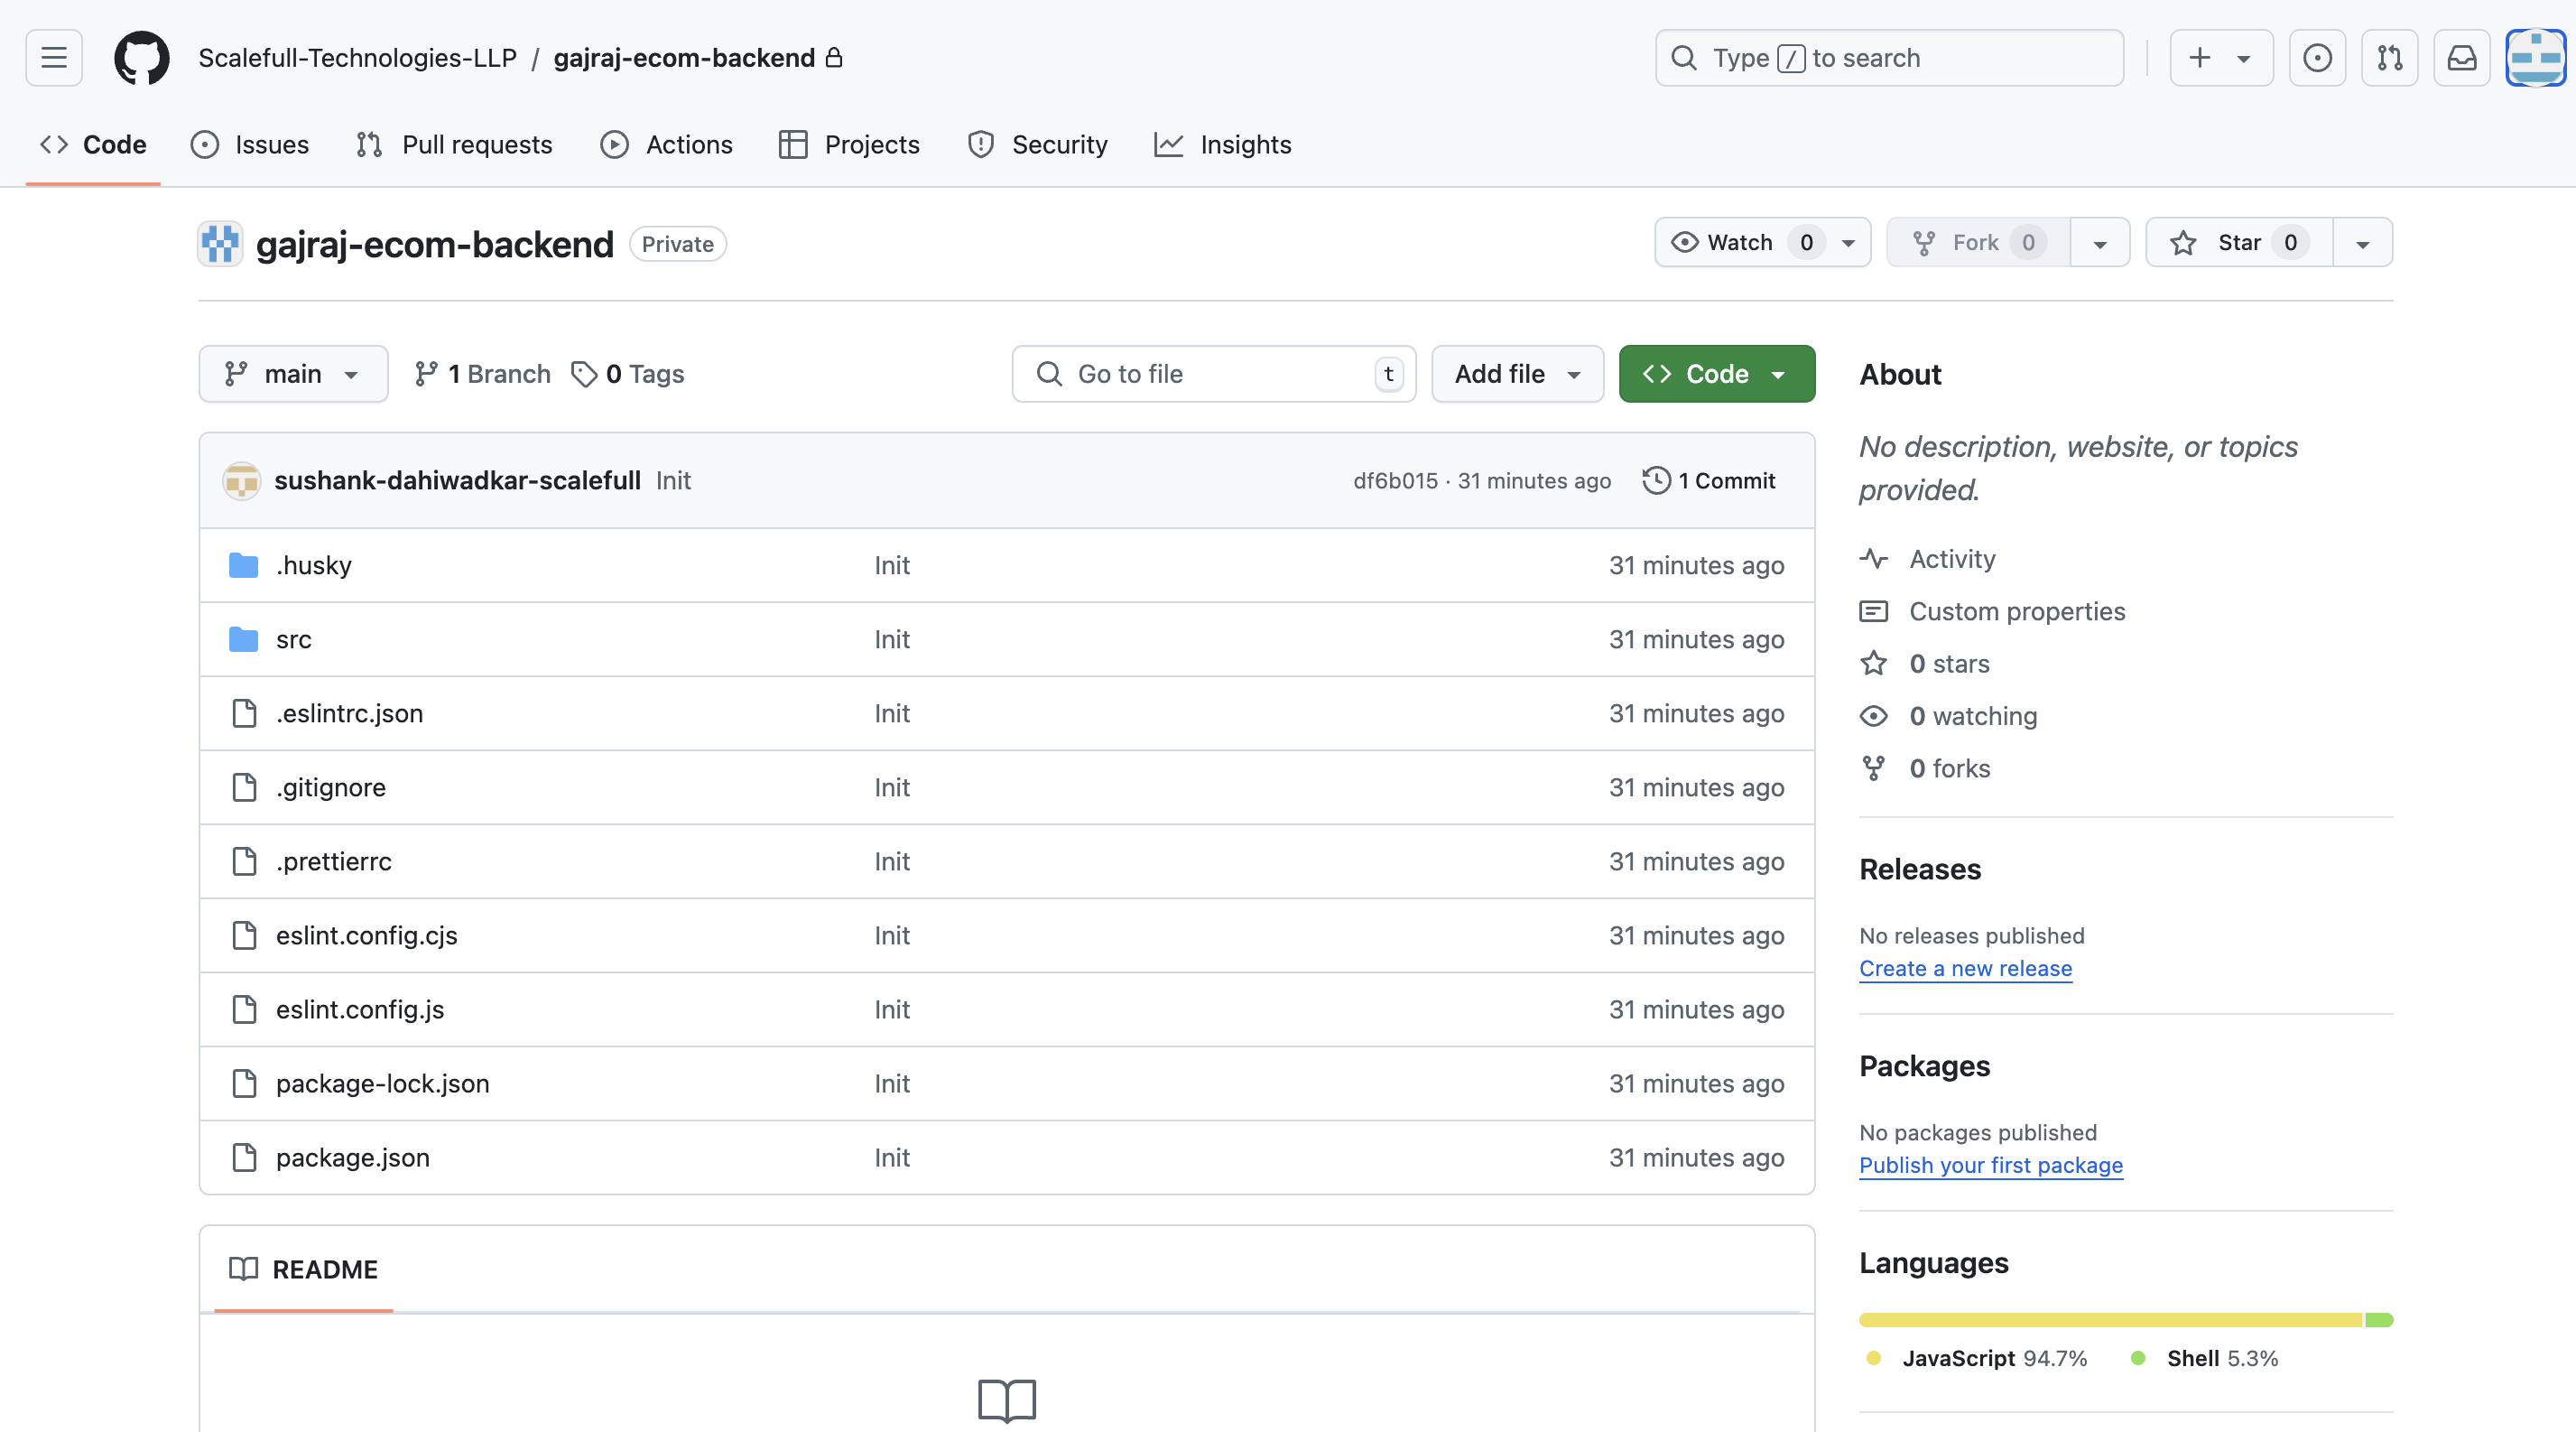 Scalefull-Technologies-LLP / gajraj-ecom-backend
Type / to search
Code
Issues
Pull requests
Actions
Projects
Security
Insights
gajraj-ecom-backend
Private
Watch 0
Fork 0
Star 0
main
1 Branch
0 Tags
Go to file
t
Add file
Code
sushank-dahiwadkar-scalefull Init
df6b015 · 31 minutes ago
1 Commit
.husky Init 31 minutes ago
src Init 31 minutes ago
.eslintrc.json Init 31 minutes ago
.gitignore Init 31 minutes ago
.prettierrc Init 31 minutes ago
eslint.config.cjs Init 31 minutes ago
eslint.config.js Init 31 minutes ago
package-lock.json Init 31 minutes ago
package.json Init 31 minutes ago
README
About
No description, website, or topics
provided.
Activity
Custom properties
0 stars
0 watching
0 forks
Releases
No releases published
Create a new release
Packages
No packages published
Publish your first package
Languages
JavaScript 94.7%
Shell 5.3%